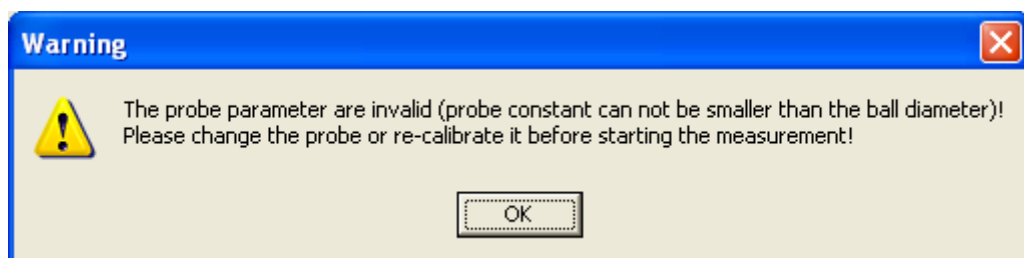 Warning
The probe parameter are invalid (probe constant can not be smaller than the ball diameter)!
Please change the probe or re-calibrate it before starting the measurement!
OK